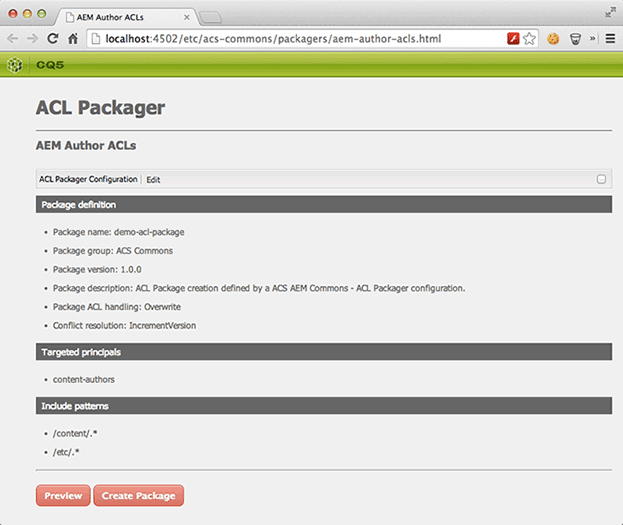 AEM Author ACLs
localhost:4502/etc/acs-commons/packagers/aem-author-acls.html
CQ5
ACL Packager
AEM Author ACLs
ACL Packager Configuration | Edit
Package definition
• Package name: demo-acl-package
• Package group: ACS Commons
• Package version: 1.0.0
• Package description: ACL Package creation defined by a ACS AEM Commons - ACL Packager configuration.
• Package ACL handling: Overwrite
• Conflict resolution: IncrementVersion
Targeted principals
• content-authors
Include patterns
• /content/.*
• /etc/.*
Preview Create Package